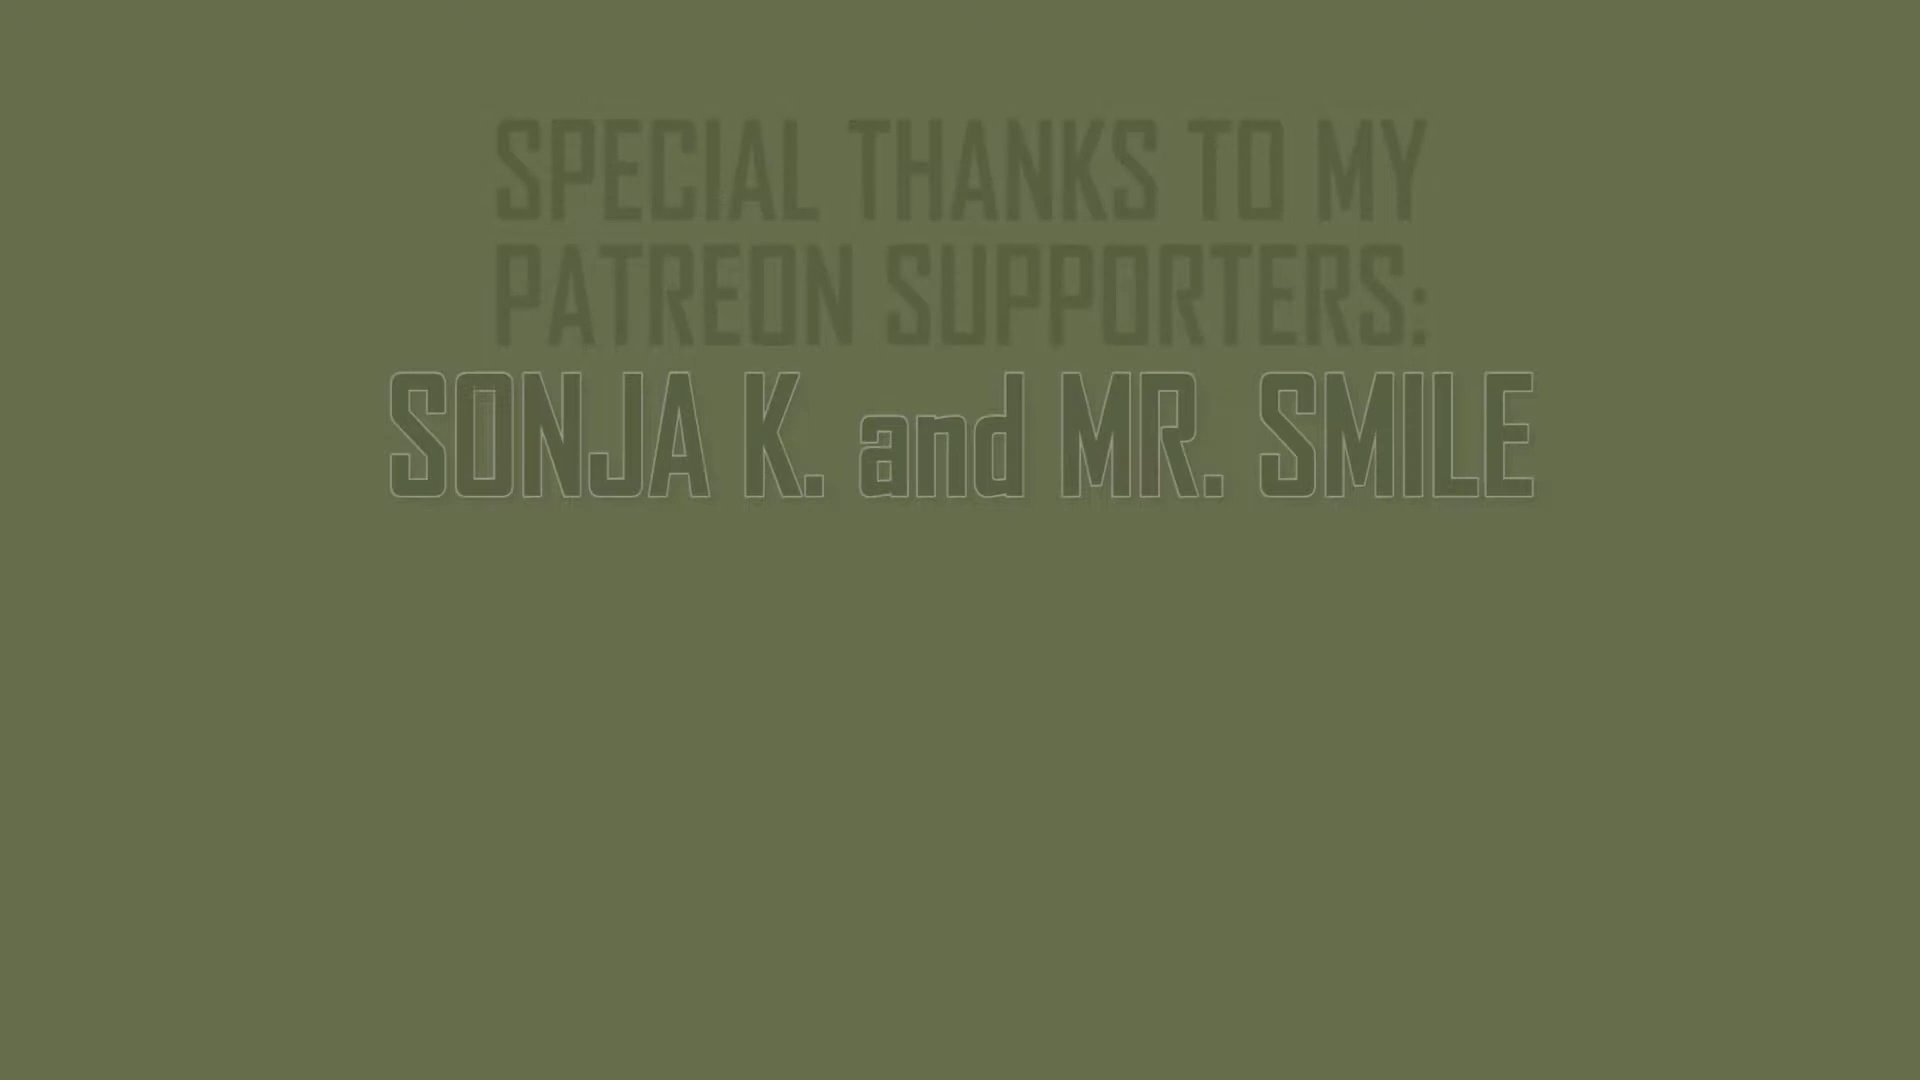 SPECIAL THANKS TO MY
PATREON SUPPORTERS:
SONJA K. and MR. SMILE